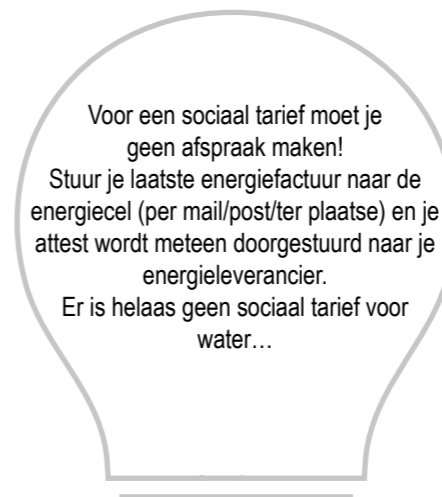 Voor een sociaal tarief moet je
geen afspraak maken!
Stuur je laatste energiefactuur naar de
energiecel (per mail/post/ter plaatse) en je
attest wordt meteen doorgestuurd naar je
energieleverancier.
Er is helaas geen sociaal tarief voor
water…